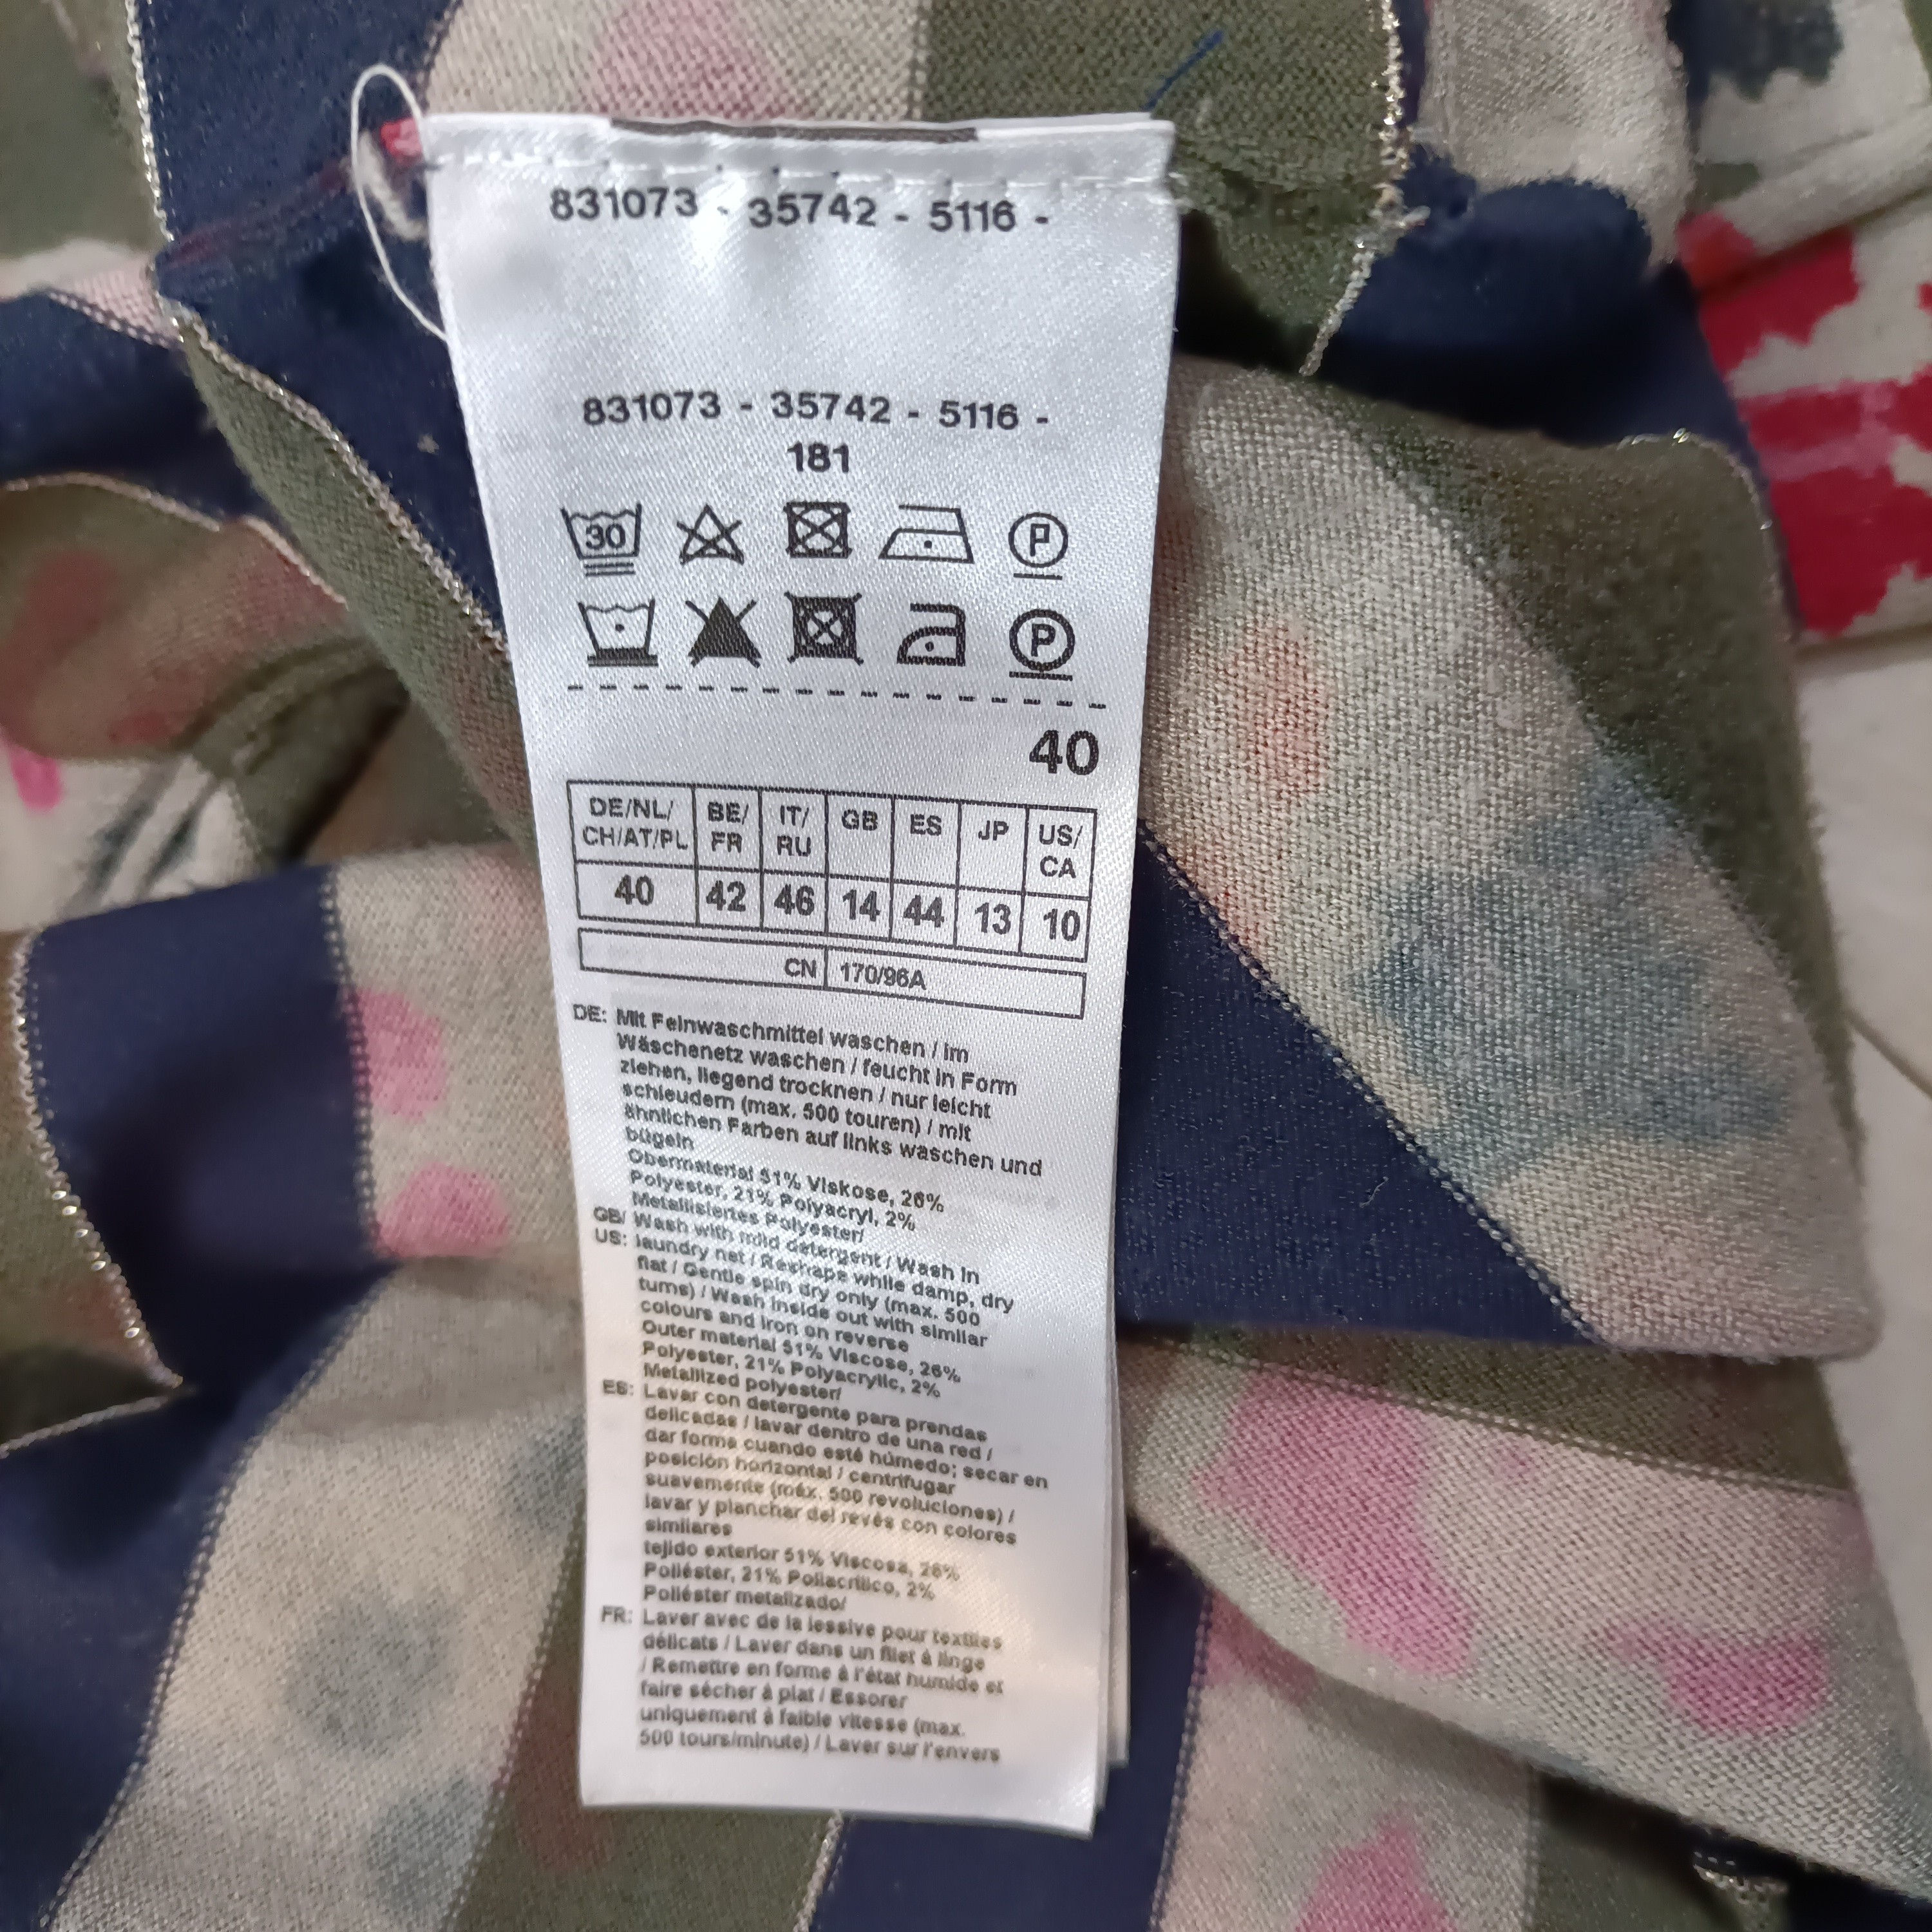 831073 - 35742 - 5116 -
831073 - 35742 - 5116 -
181
30
P
P
40
DE/NL/ CH/AT/PL BE/ FR IT/ RU GB ES JP US/ CA
40 42 46 14 44 13 10
CN 170/96A
DE: Mit Feinwaschmittel waschen / im
Wäschenetz waschen / feucht in Form
ziehen, liegend trocknen / nur leicht
schleudern (max. 500 touren) / mit
ähnlichen Farben auf links waschen und
bügeln
Obermaterial 51% Viskose, 26%
Polyester, 21% Polyacryl, 2%
Metallisiertes Polyester/
GB/ Wash with mild detergent / Wash in
US: laundry net / Reshape while damp, dry
flat / Gentle spin dry only (max. 500
turns) / Wash inside out with similar
colours and iron on reverse
Outer material 51% Viscose, 26%
Polyester, 21% Polyacrylic, 2%
Metallized polyester/
ES: Lavar con detergente para prendas
delicadas / lavar dentro de una red /
dar forma cuando esté húmedo; secar en
posición horizontal / centrifugar
suavemente (máx. 500 revoluciones) /
lavar y planchar del revés con colores
similares
tejido exterior 51% Viscosa, 26%
Poliéster, 21% Poliacrílico, 2%
Poliéster metalizado/
FR: Laver avec de la lessive pour textiles
délicats / Laver dans un filet à linge
/ Remettre en forme à l'état humide et
faire sécher à plat / Essorer
uniquement à faible vitesse (max.
500 tours/minute) / Laver sur l'envers